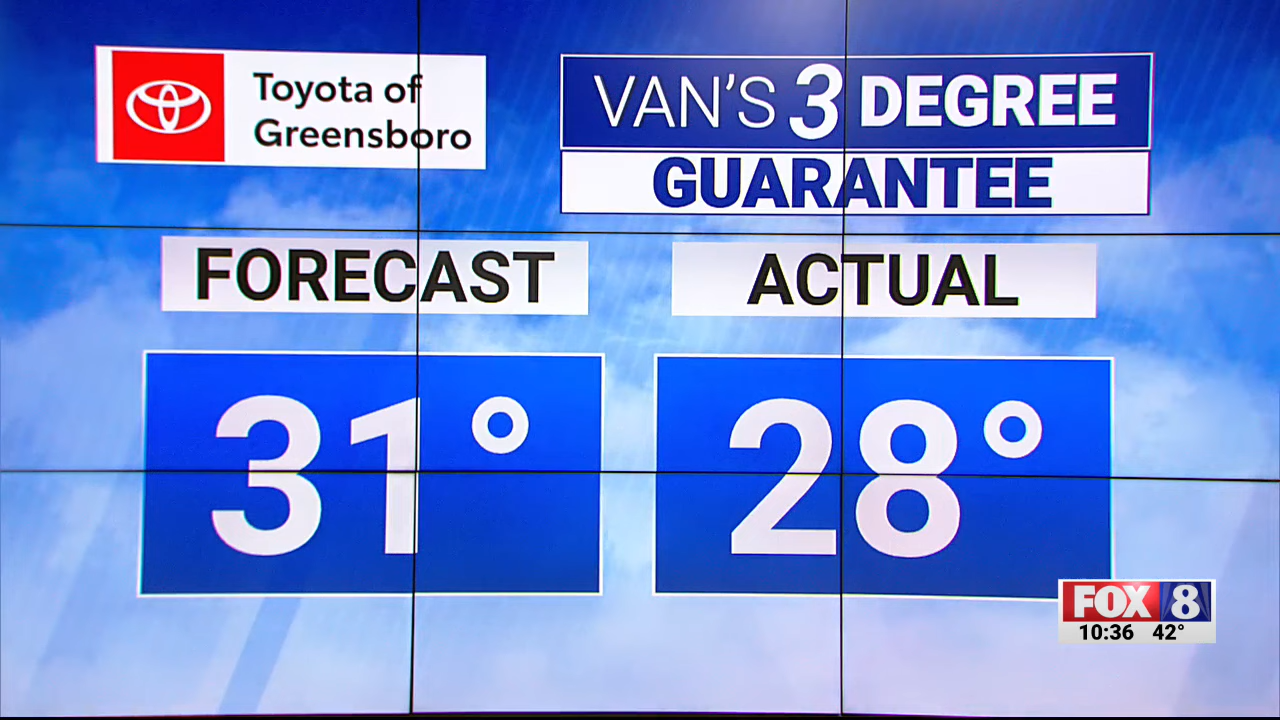 Toyota of
Greensboro
VAN'S 3 DEGREE
GUARANTEE
FORECAST
ACTUAL
31°
28°
FOX 8
10:36 42°